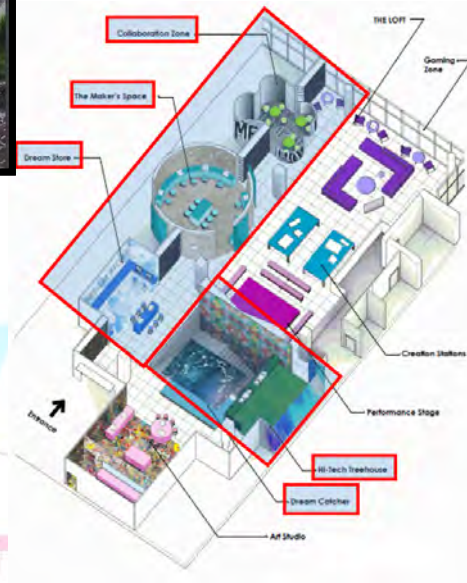 THE LOFT
Collaboration Zone
Gaming
Zone
The Maker's Space
Dream Store
Creation Stations
Performance Stage
Entrance
Hi-Tech Treehouse
Dream Catcher
Art Studio